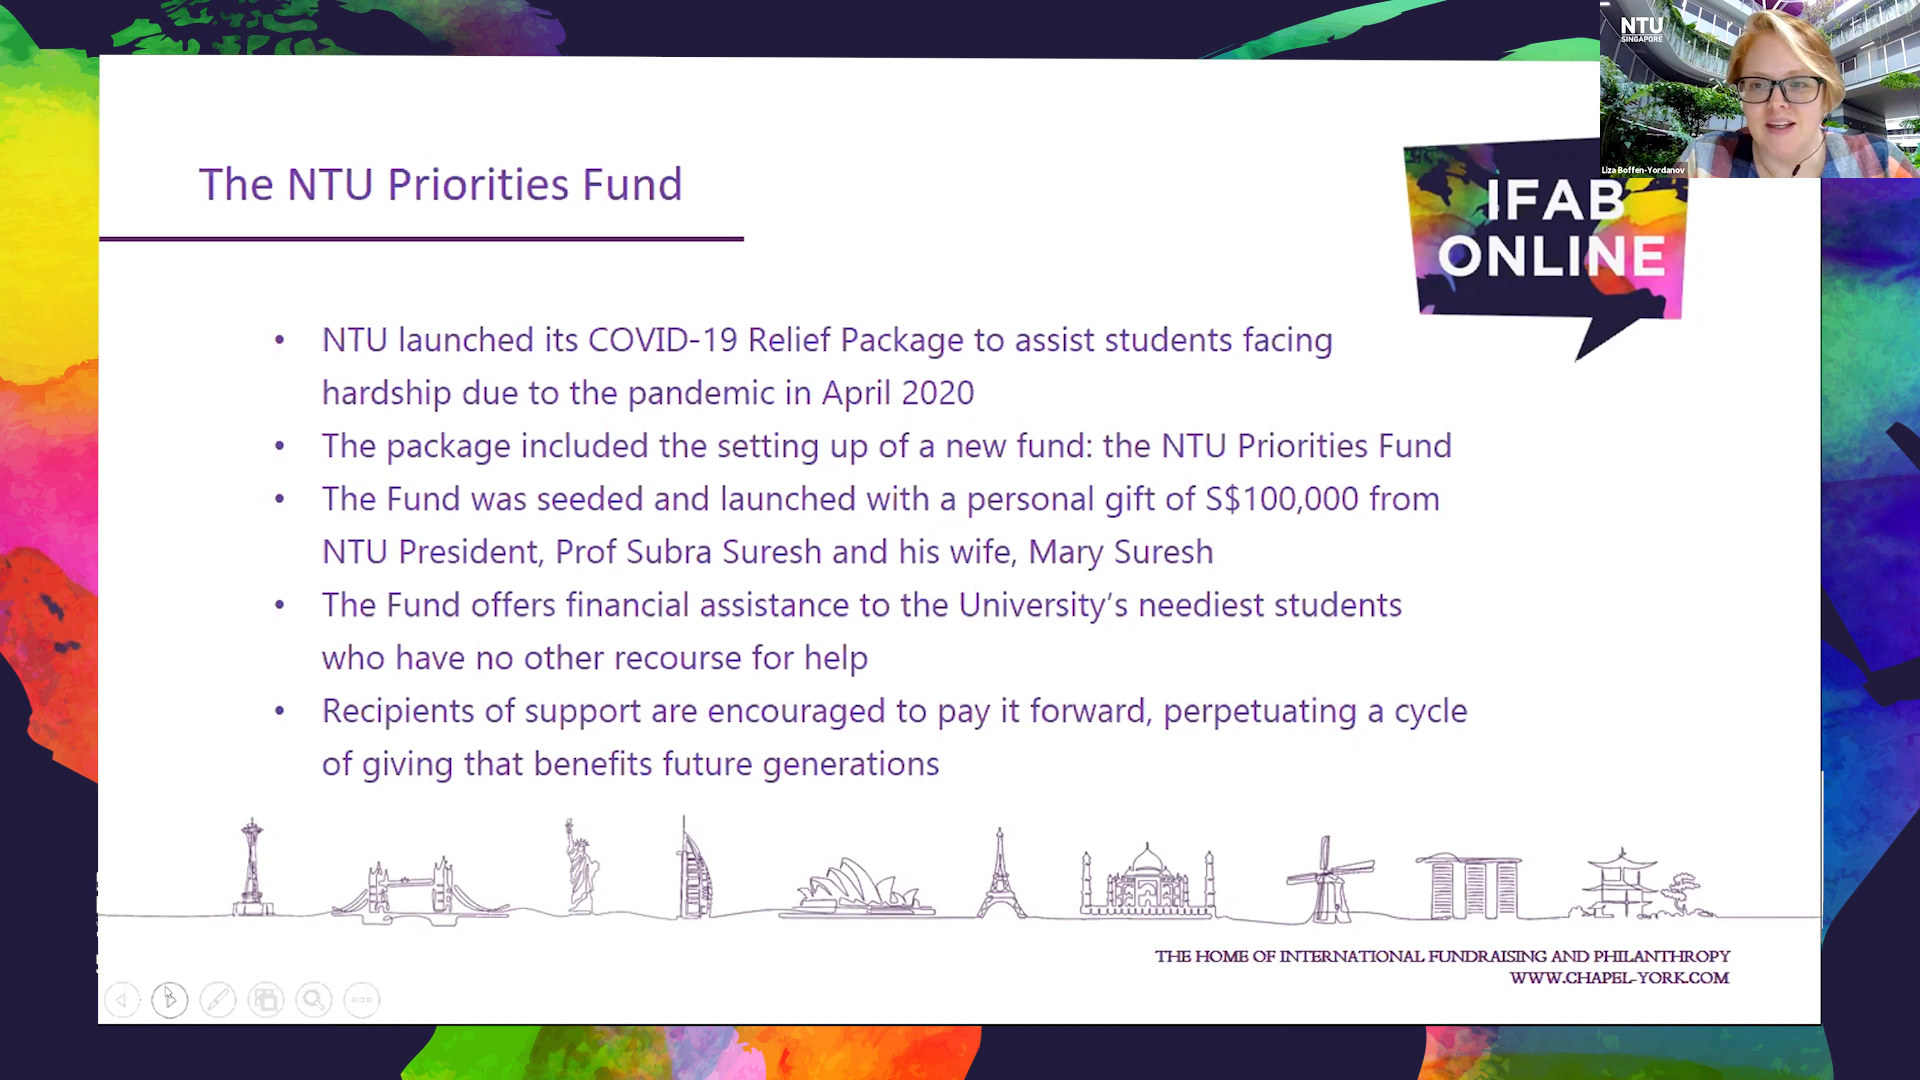 NTU
SINGAPORE
Liza Boffen-Yordanov
The NTU Priorities Fund
IFAB
ONLINE
• NTU launched its COVID-19 Relief Package to assist students facing
hardship due to the pandemic in April 2020
• The package included the setting up of a new fund: the NTU Priorities Fund
• The Fund was seeded and launched with a personal gift of S$100,000 from
NTU President, Prof Subra Suresh and his wife, Mary Suresh
• The Fund offers financial assistance to the University’s neediest students
who have no other recourse for help
• Recipients of support are encouraged to pay it forward, perpetuating a cycle
of giving that benefits future generations
THE HOME OF INTERNATIONAL FUNDRAISING AND PHILANTHROPY
WWW.CHAPEL-YORK.COM